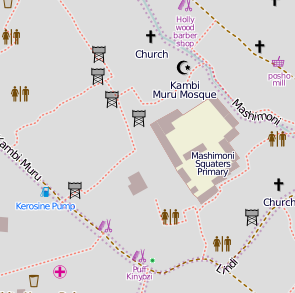 Holly
wood
barber
shop
Church
posho-
mill
Kambi
Muru Mosque
Mashimoni
Mashimoni
Squaters
Primary
Kambi Muru
Kerosine Pump
Church
Lindi
Kinyozi